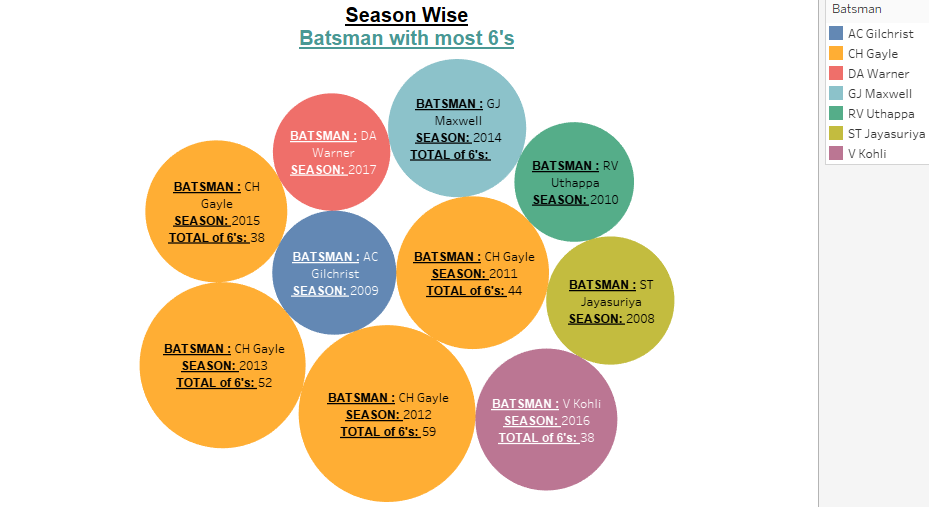 Season Wise
Batsman with most 6's
BATSMAN : GJ
Maxwell
SEASON: 2014
TOTAL of 6's:
BATSMAN : DA
Warner
SEASON: 2017
BATSMAN : RV
Uthappa
SEASON: 2010
BATSMAN : CH
Gayle
SEASON: 2015
TOTAL of 6's: 38
BATSMAN : AC
Gilchrist
SEASON: 2009
BATSMAN : CH Gayle
SEASON: 2011
TOTAL of 6's: 44
BATSMAN : ST
Jayasuriya
SEASON: 2008
BATSMAN : CH Gayle
SEASON: 2013
TOTAL of 6's: 52
BATSMAN : CH Gayle
SEASON: 2012
TOTAL of 6's: 59
BATSMAN : V Kohli
SEASON: 2016
TOTAL of 6's: 38
Batsman
AC Gilchrist
CH Gayle
DA Warner
GJ Maxwell
RV Uthappa
ST Jayasuriya
V Kohli